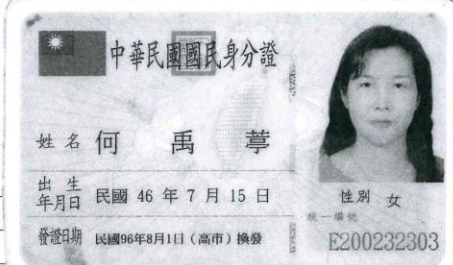 中華民國國民身分證
姓名 何禹葶
出生年月日 民國 46 年 7 月 15 日
性別 女
統一編號
發證日期 民國96年8月1日（高市）換發
E200232303